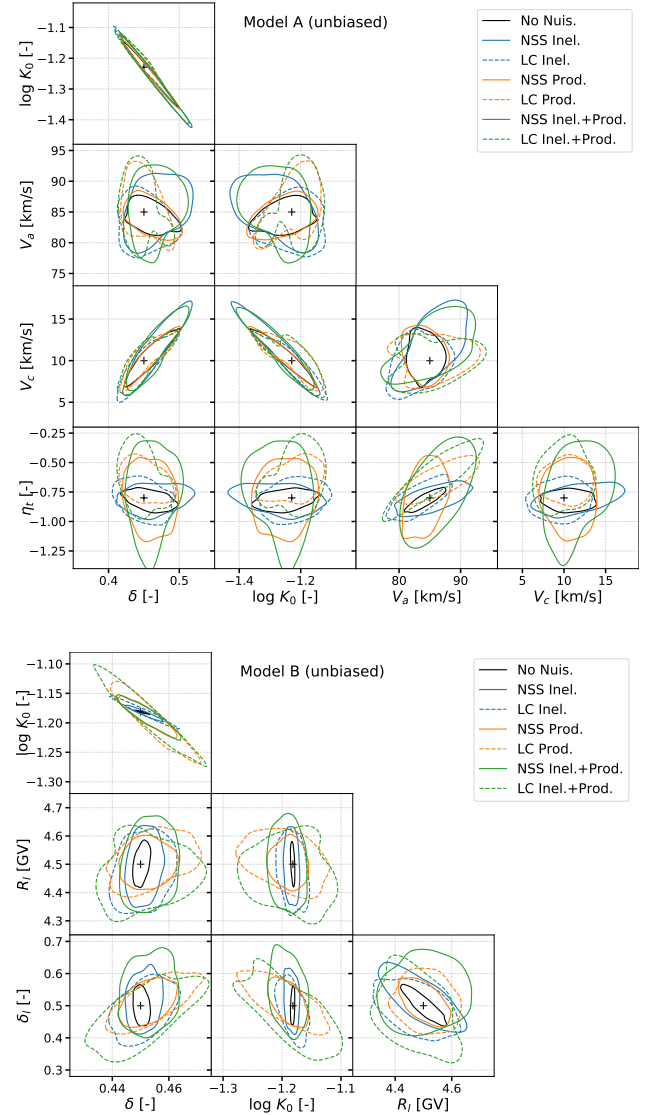 Model A (unbiased)
No Nuis.
NSS Inel.
LC Inel.
NSS Prod.
LC Prod.
NSS Inel.+Prod.
LC Inel.+Prod.
log K₀ [-]
−1.1
−1.2
−1.3
−1.4
Vₐ [km/s]
95
90
85
80
75
V_c [km/s]
15
10
5
η_t [-]
−0.25
−0.50
−0.75
−1.00
−1.25
0.4 0.5
−1.4 −1.2
80 90
5 10 15
δ [-]
log K₀ [-]
Vₐ [km/s]
V_c [km/s]
Model B (unbiased)
No Nuis.
NSS Inel.
LC Inel.
NSS Prod.
LC Prod.
NSS Inel.+Prod.
LC Inel.+Prod.
log K₀ [-]
−1.10
−1.15
−1.20
−1.25
−1.30
R_l [GV]
4.7
4.6
4.5
4.4
4.3
δ_l [-]
0.7
0.6
0.5
0.4
0.3
0.44 0.46
−1.3 −1.2 −1.1
4.4 4.6
δ [-]
log K₀ [-]
R_l [GV]